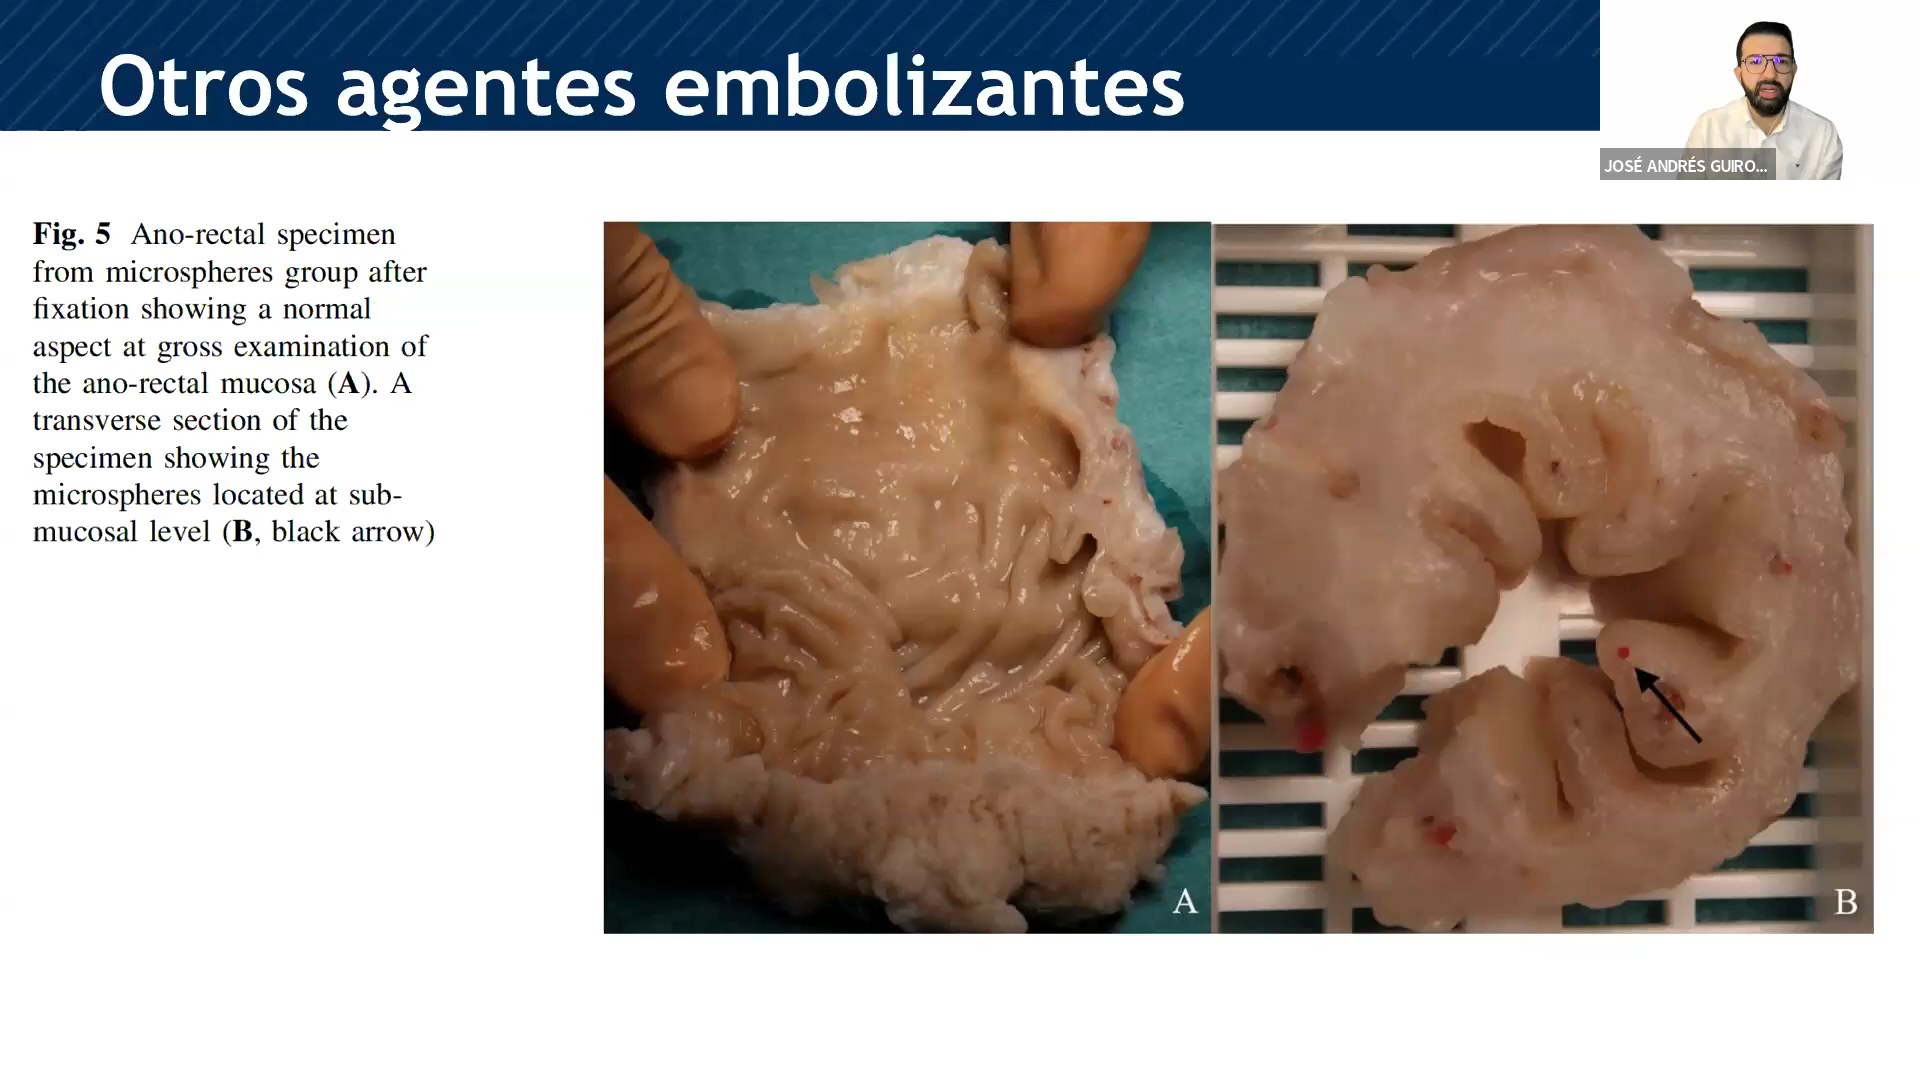 Otros agentes embolizantes
JOSÉ ANDRÉS GUIRO...
Fig. 5 Ano-rectal specimen
from microspheres group after
fixation showing a normal
aspect at gross examination of
the ano-rectal mucosa (A). A
transverse section of the
specimen showing the
microspheres located at sub-
mucosal level (B, black arrow)
A
B